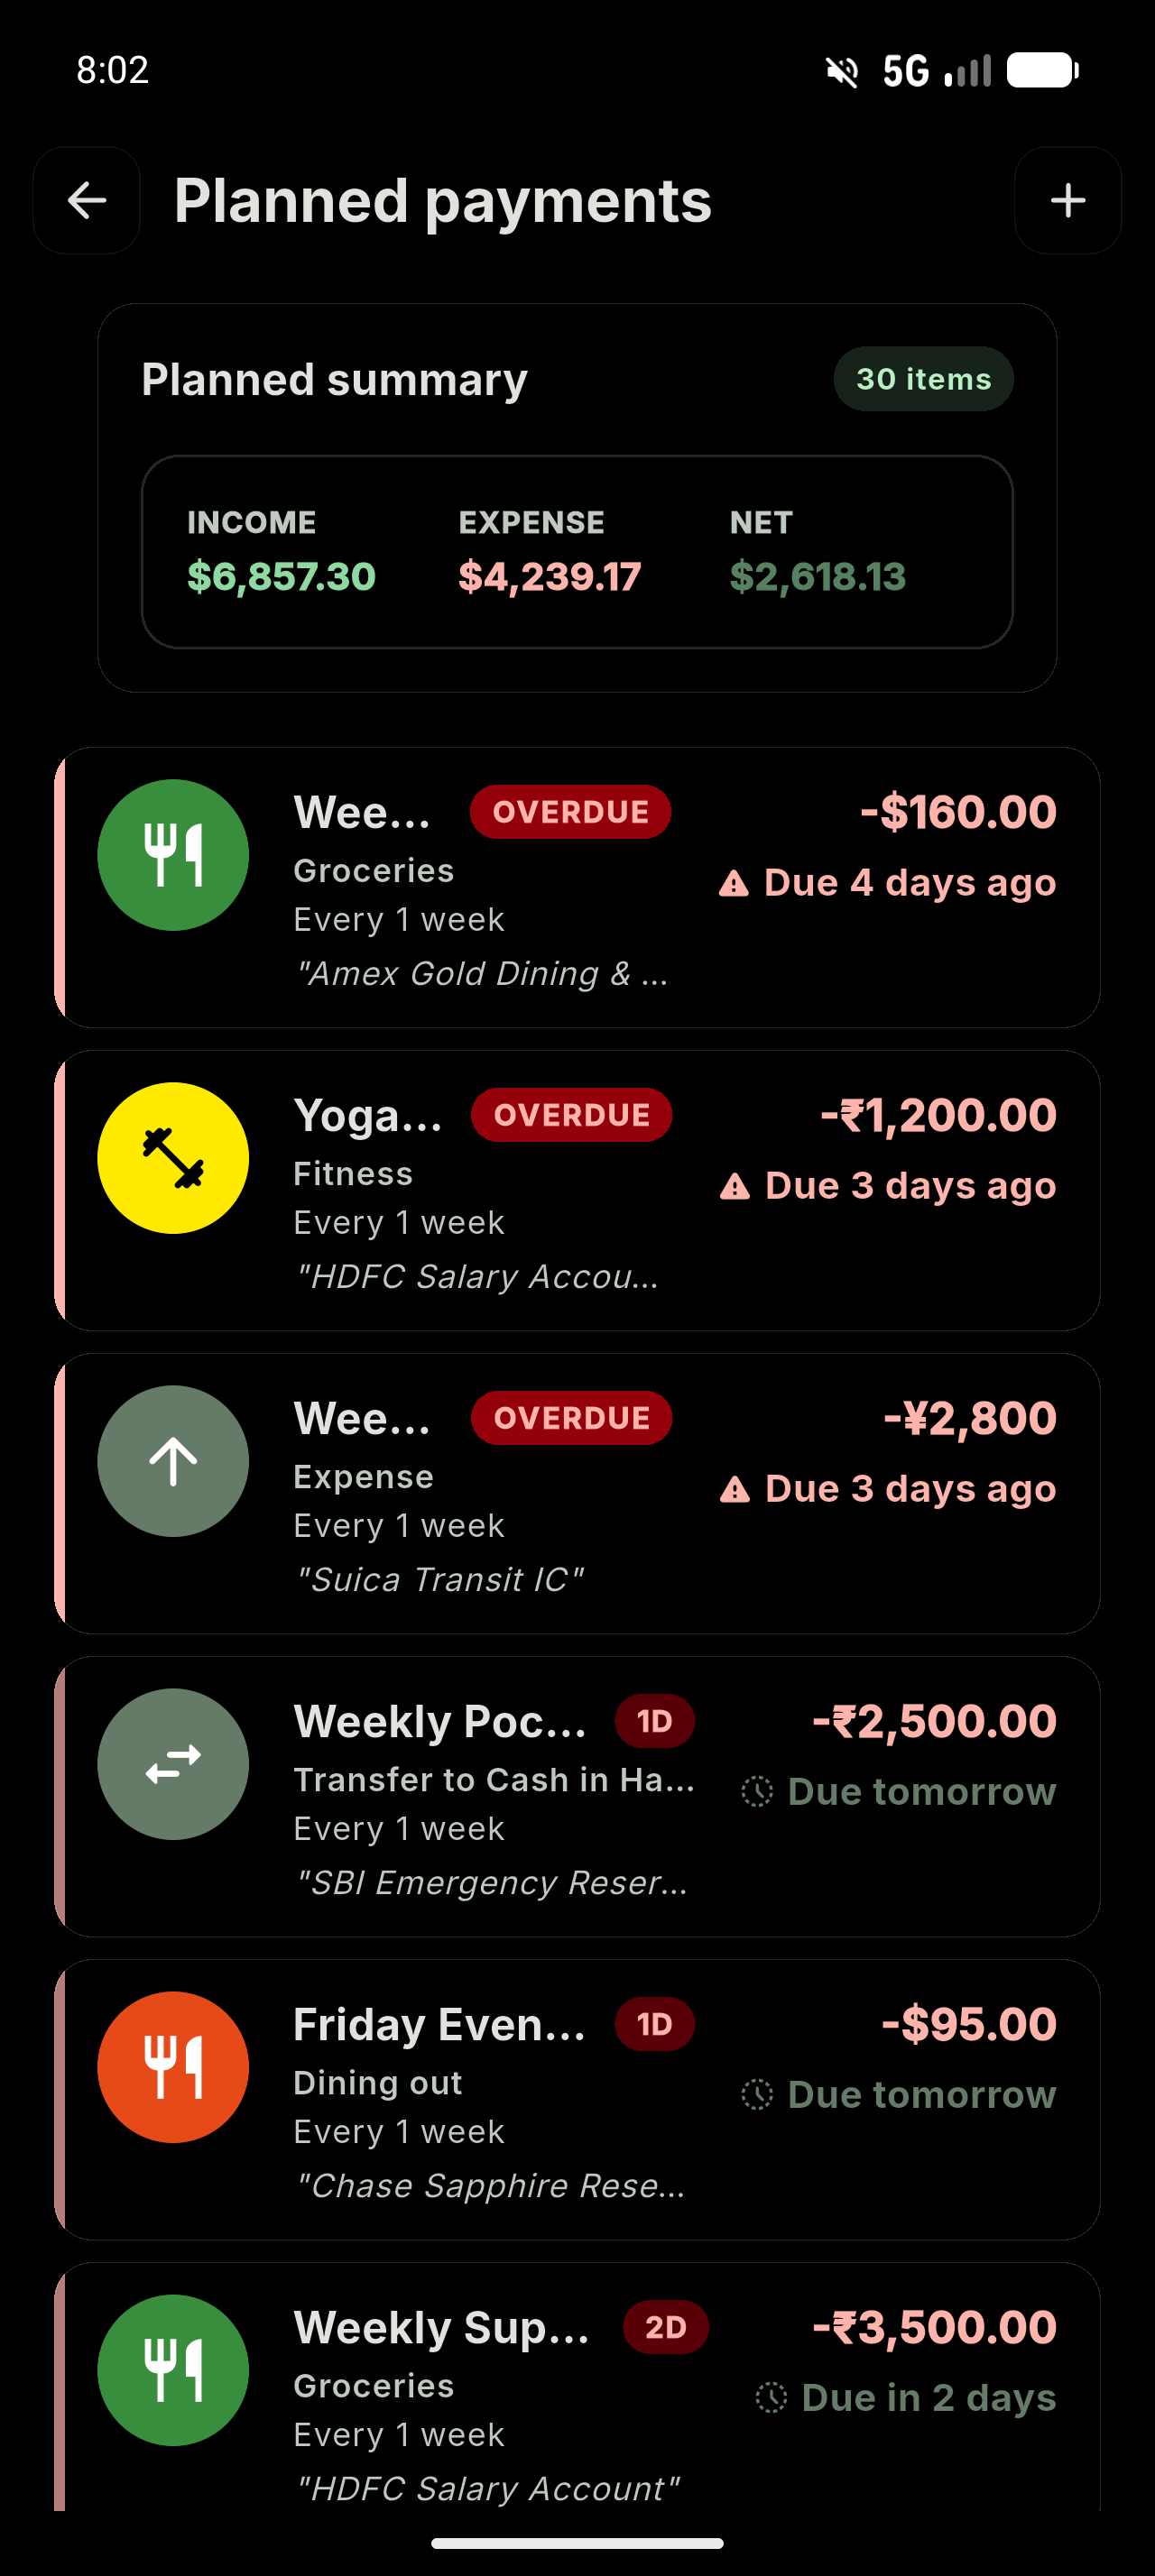 8:02
5G
Planned payments
Planned summary
30 items
INCOME
EXPENSE
NET
$6,857.30
$4,239.17
$2,618.13
Wee...
OVERDUE
-$160.00
Groceries
Due 4 days ago
Every 1 week
"Amex Gold Dining & ...
Yoga...
OVERDUE
-₹1,200.00
Fitness
Due 3 days ago
Every 1 week
"HDFC Salary Accou...
Wee...
OVERDUE
-¥2,800
Expense
Due 3 days ago
Every 1 week
"Suica Transit IC"
Weekly Poc...
1D
-₹2,500.00
Transfer to Cash in Ha...
Due tomorrow
Every 1 week
"SBI Emergency Reser...
Friday Even...
1D
-$95.00
Dining out
Due tomorrow
Every 1 week
"Chase Sapphire Rese...
Weekly Sup...
2D
-₹3,500.00
Groceries
Due in 2 days
Every 1 week
"HDFC Salary Account"